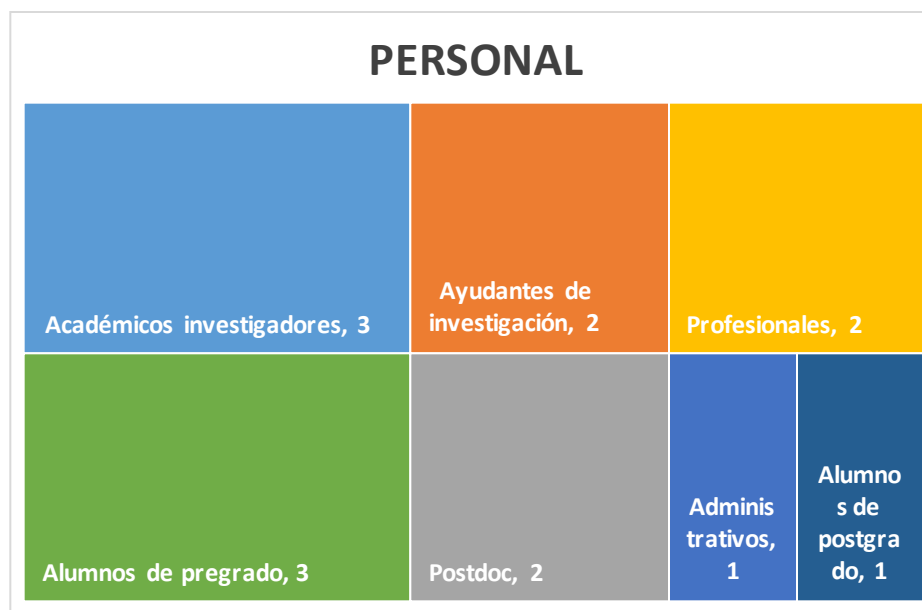 PERSONAL
Académicos investigadores, 3
Ayudantes de
investigación, 2
Profesionales, 2
Alumnos de pregrado, 3
Postdoc, 2
Adminis
trativos,
1
Alumno
s de
postgra
do, 1